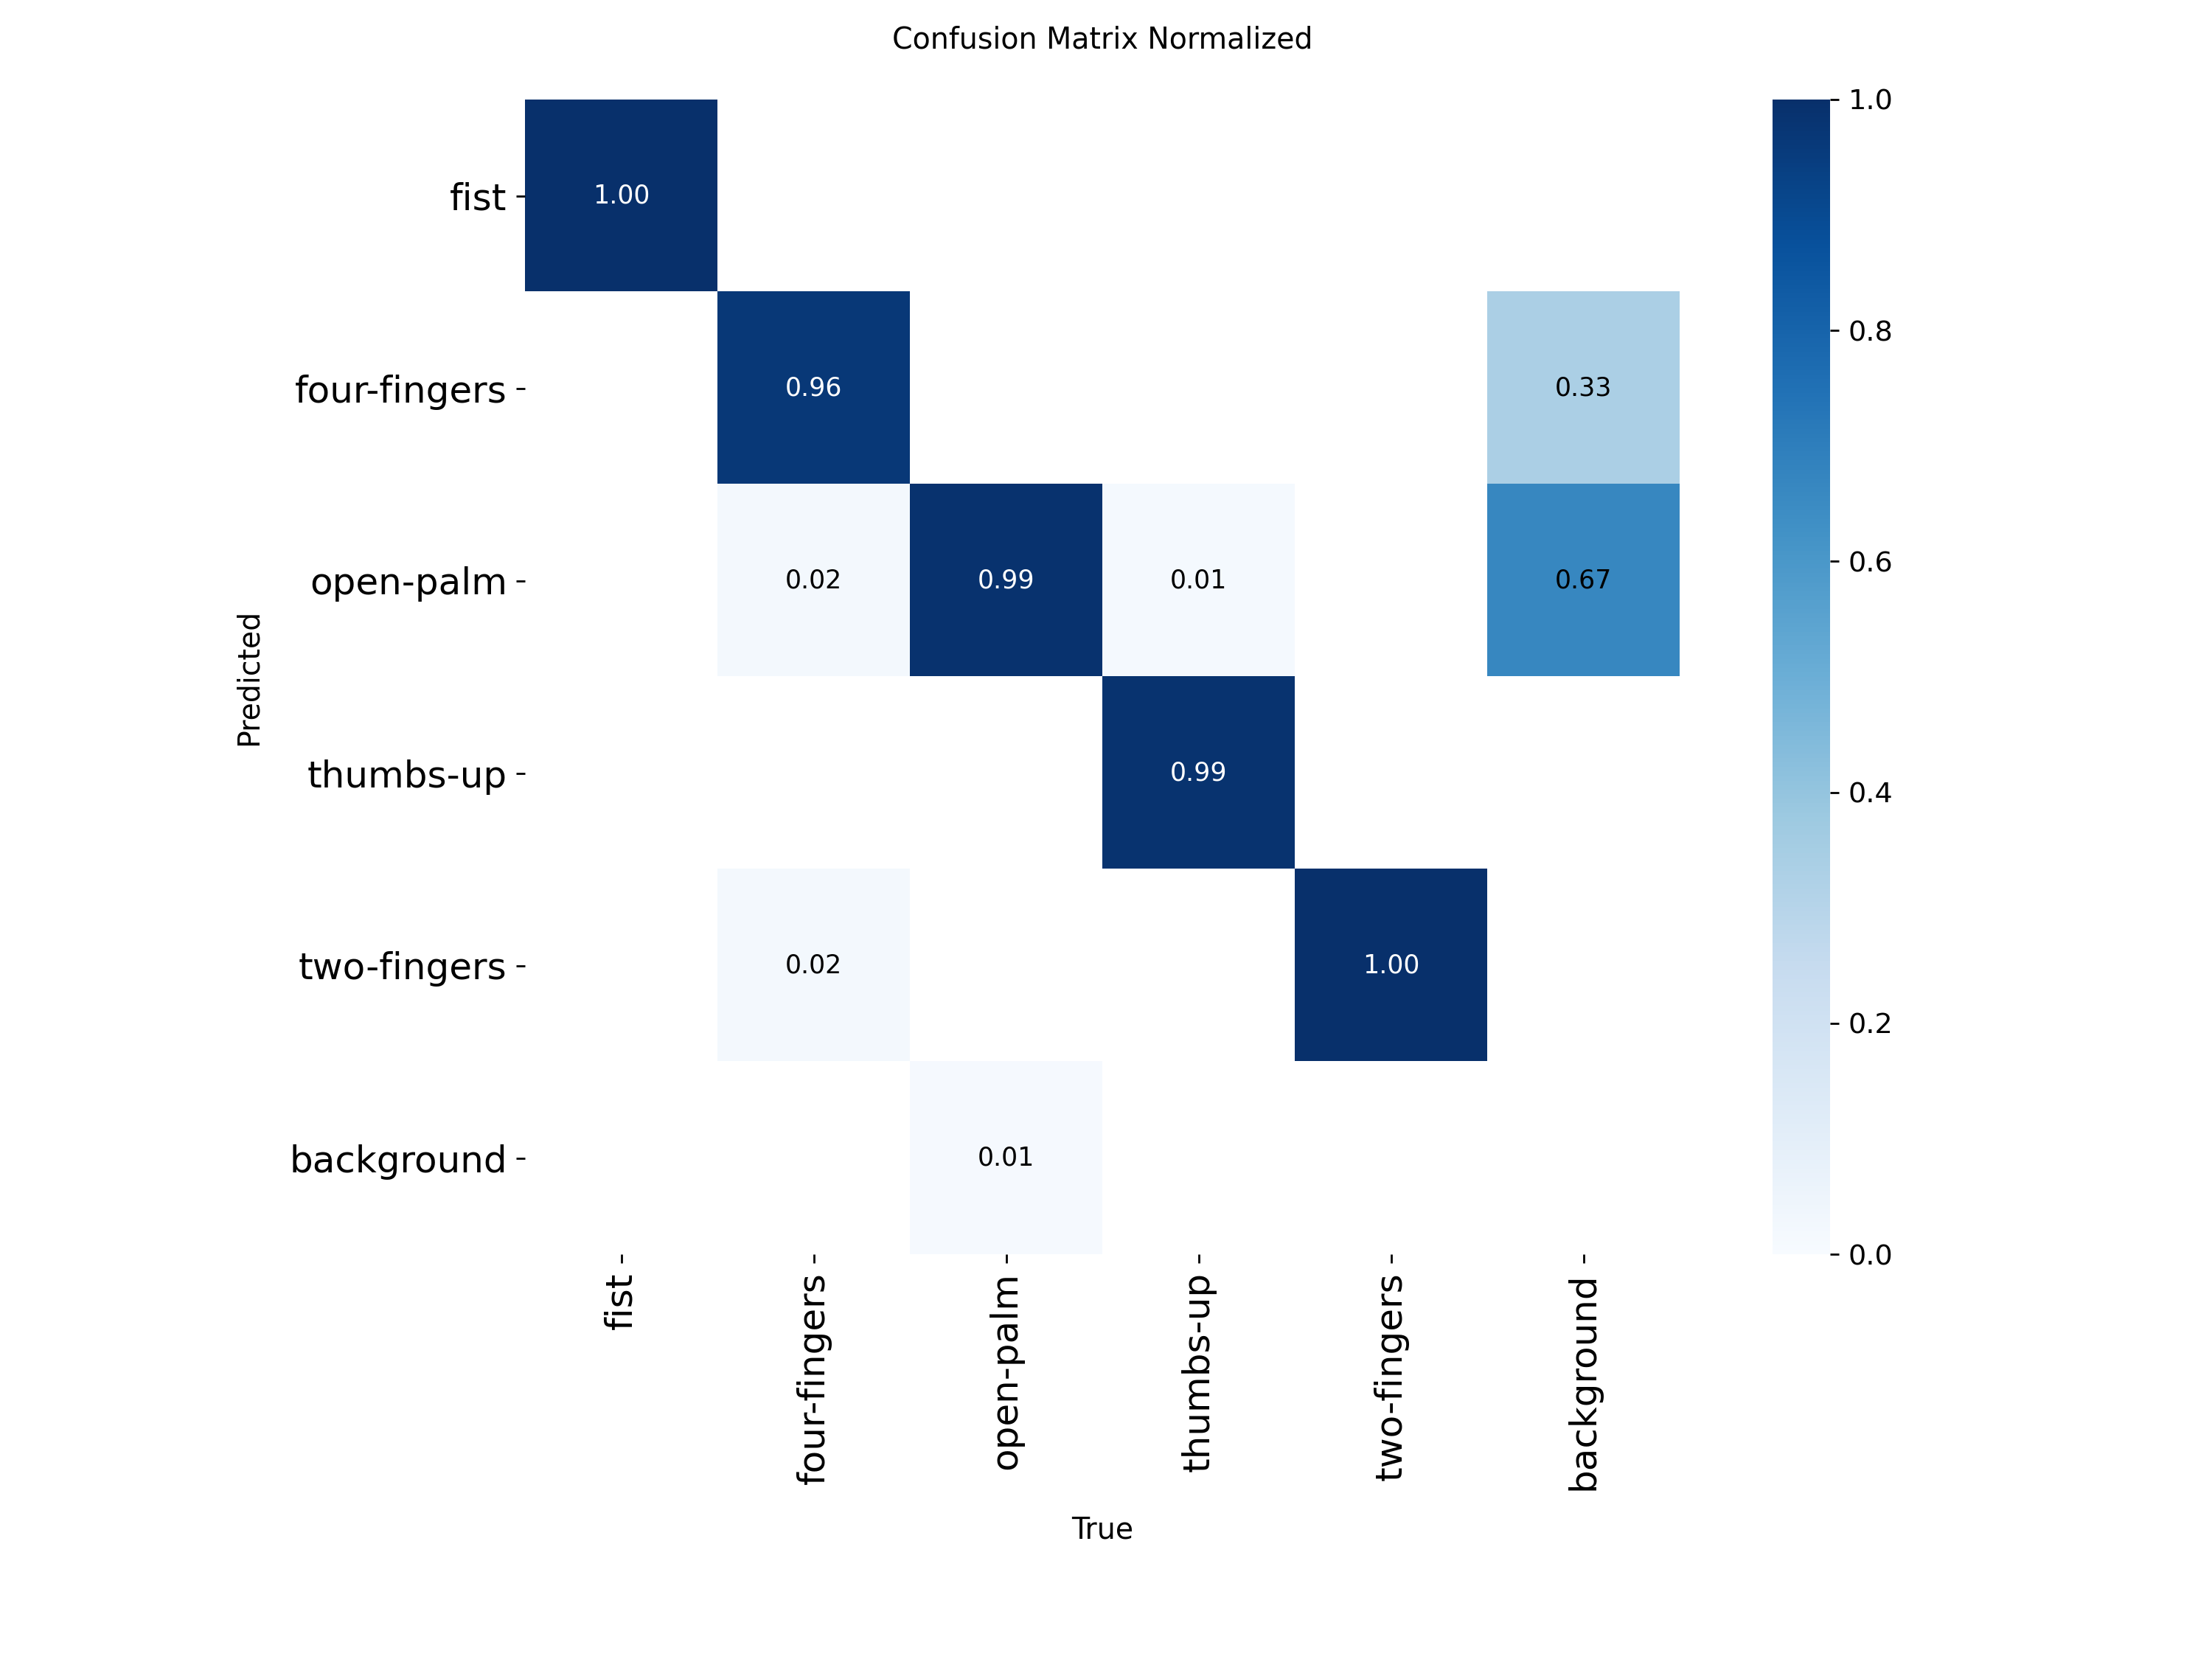 Confusion Matrix Normalized
1.0
fist
1.00
0.8
four-fingers
0.96
0.33
0.6
open-palm
0.02
0.99
0.01
0.67
Predicted
thumbs-up
0.99
0.4
two-fingers
0.02
1.00
0.2
background
0.01
0.0
fist
four-fingers
open-palm
thumbs-up
two-fingers
background
True